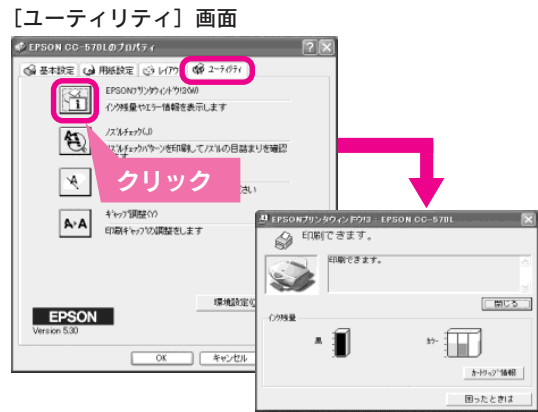 ［ユーティリティ］画面
EPSON CC-570Lのプロパティ
基本設定
用紙設定
レイアウト
ユーティリティ
EPSONプリンタウィンドウ!3(W)
インク残量やエラー情報を表示します
ノズルチェック(J)
ノズルチェックパターンを印刷してノズルの目詰まりを確認
クリック
さい
ギャップ調整(Y)
印刷ギャップの調整をします
環境設定(
EPSON
Version 5.30
OK
キャンセル
EPSONプリンタウィンドウ!3 : EPSON CC-570L
印刷できます。
印刷できます。
閉じる
インク残量
黒
カラー
カートリッジ情報
困ったときは